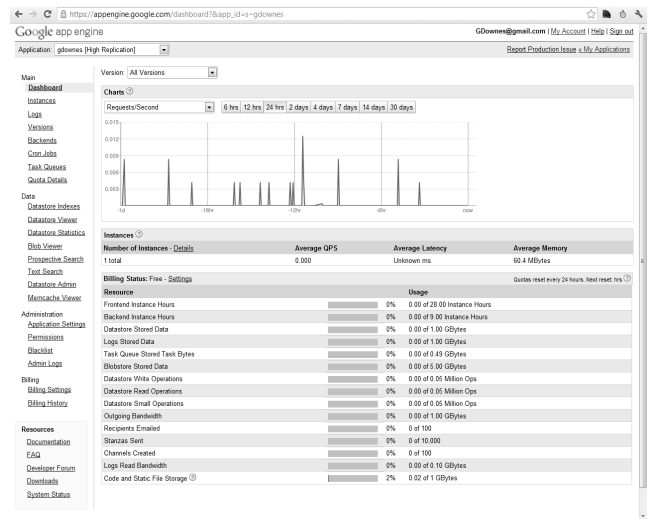 https://appengine.google.com/dashboard?&app_id=s~gdownes
Google app engine
GDownes@gmail.com | My Account | Help | Sign out
Application: gdownes [High Replication]
Report Production Issue « My Applications
Main
Dashboard
Instances
Logs
Versions
Backends
Cron Jobs
Task Queues
Quota Details
Data
Datastore Indexes
Datastore Viewer
Datastore Statistics
Blob Viewer
Prospective Search
Text Search
Datastore Admin
Memcache Viewer
Administration
Application Settings
Permissions
Blacklist
Admin Logs
Billing
Billing Settings
Billing History
Resources
Documentation
FAQ
Developer Forum
Downloads
System Status
Version: All Versions
Charts ?
Requests/Second 6 hrs 12 hrs 24 hrs 2 days 4 days 7 days 14 days 30 days
0.015
0.012
0.009
0.006
0.003
-1d -18hr -12hr -6hr now
Instances ?
Number of Instances - Details Average QPS Average Latency Average Memory
1 total 0.000 Unknown ms 60.4 MBytes
Billing Status: Free - Settings Quotas reset every 24 hours. Next reset: hrs ?
Resource Usage
Frontend Instance Hours 0% 0.00 of 28.00 Instance Hours
Backend Instance Hours 0% 0.00 of 9.00 Instance Hours
Datastore Stored Data 0% 0.00 of 1.00 GBytes
Logs Stored Data 0% 0.00 of 1.00 GBytes
Task Queue Stored Task Bytes 0% 0.00 of 0.49 GBytes
Blobstore Stored Data 0% 0.00 of 5.00 GBytes
Datastore Write Operations 0% 0.00 of 0.05 Million Ops
Datastore Read Operations 0% 0.00 of 0.05 Million Ops
Datastore Small Operations 0% 0.00 of 0.05 Million Ops
Outgoing Bandwidth 0% 0.00 of 1.00 GBytes
Recipients Emailed 0% 0 of 100
Stanzas Sent 0% 0 of 10,000
Channels Created 0% 0 of 100
Logs Read Bandwidth 0% 0.00 of 0.10 GBytes
Code and Static File Storage ? 2% 0.02 of 1 GBytes